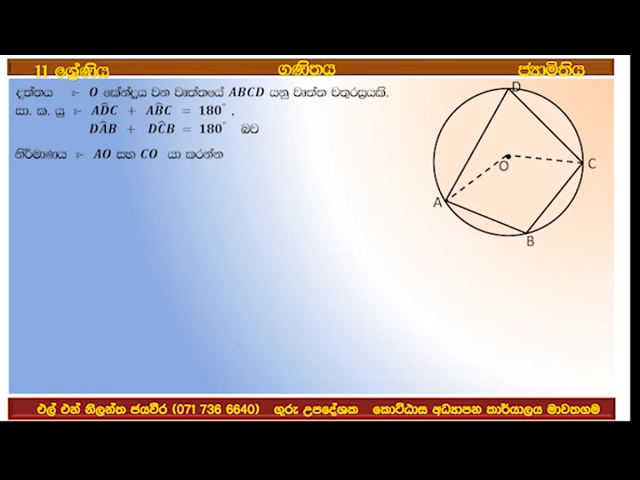 11 ශ්‍රේණිය ගණිතය ජ්‍යාමිතිය
දත්තය :- O කේන්ද්‍රය වන වෘත්තයේ ABCD යනු වෘත්ත චතුරස්‍රයකි.
සා. ක. යු :- AD̂C + AB̂C = 180° ,
DÂB + DĈB = 180° බව
නිර්මාණය :- AO සහ CO යා කරන්න
D
C
O
A
B
එල් එන් නිලන්ත ජයවීර (071 736 6640) ගුරු උපදේශක කොට්ඨාස අධ්‍යාපන කාර්යාලය මාවතගම